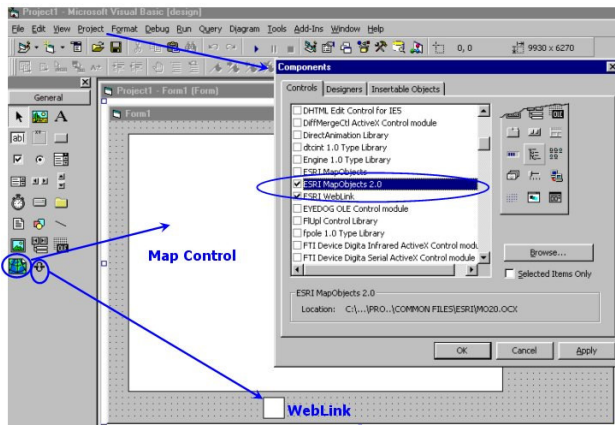 Project1 - Microsoft Visual Basic [design]
File Edit View Project Format Debug Run Query Diagram Tools Add-Ins Window Help
0, 0
9930 x 6270
General
A
abl
Project1 - Form1 (Form)
Form1
Map Control
WebLink
Components
Controls Designers Insertable Objects
DHTML Edit Control for IE5
DiffMergeCtl ActiveX Control module
DirectAnimation Library
dtcint 1.0 Type Library
Engine 1.0 Type Library
ESRI MapObjects
ESRI MapObjects 2.0
ESRI WebLink
EYEDOG OLE Control module
FlUpl Control Library
fpole 1.0 Type Library
FTI Device Digita Infrared ActiveX Control modu
FTI Device Digita Serial ActiveX Control module
Browse...
Selected Items Only
ESRI MapObjects 2.0
Location: C:\...\PRO...\COMMON FILES\ESRI\MO20.OCX
OK Cancel Apply